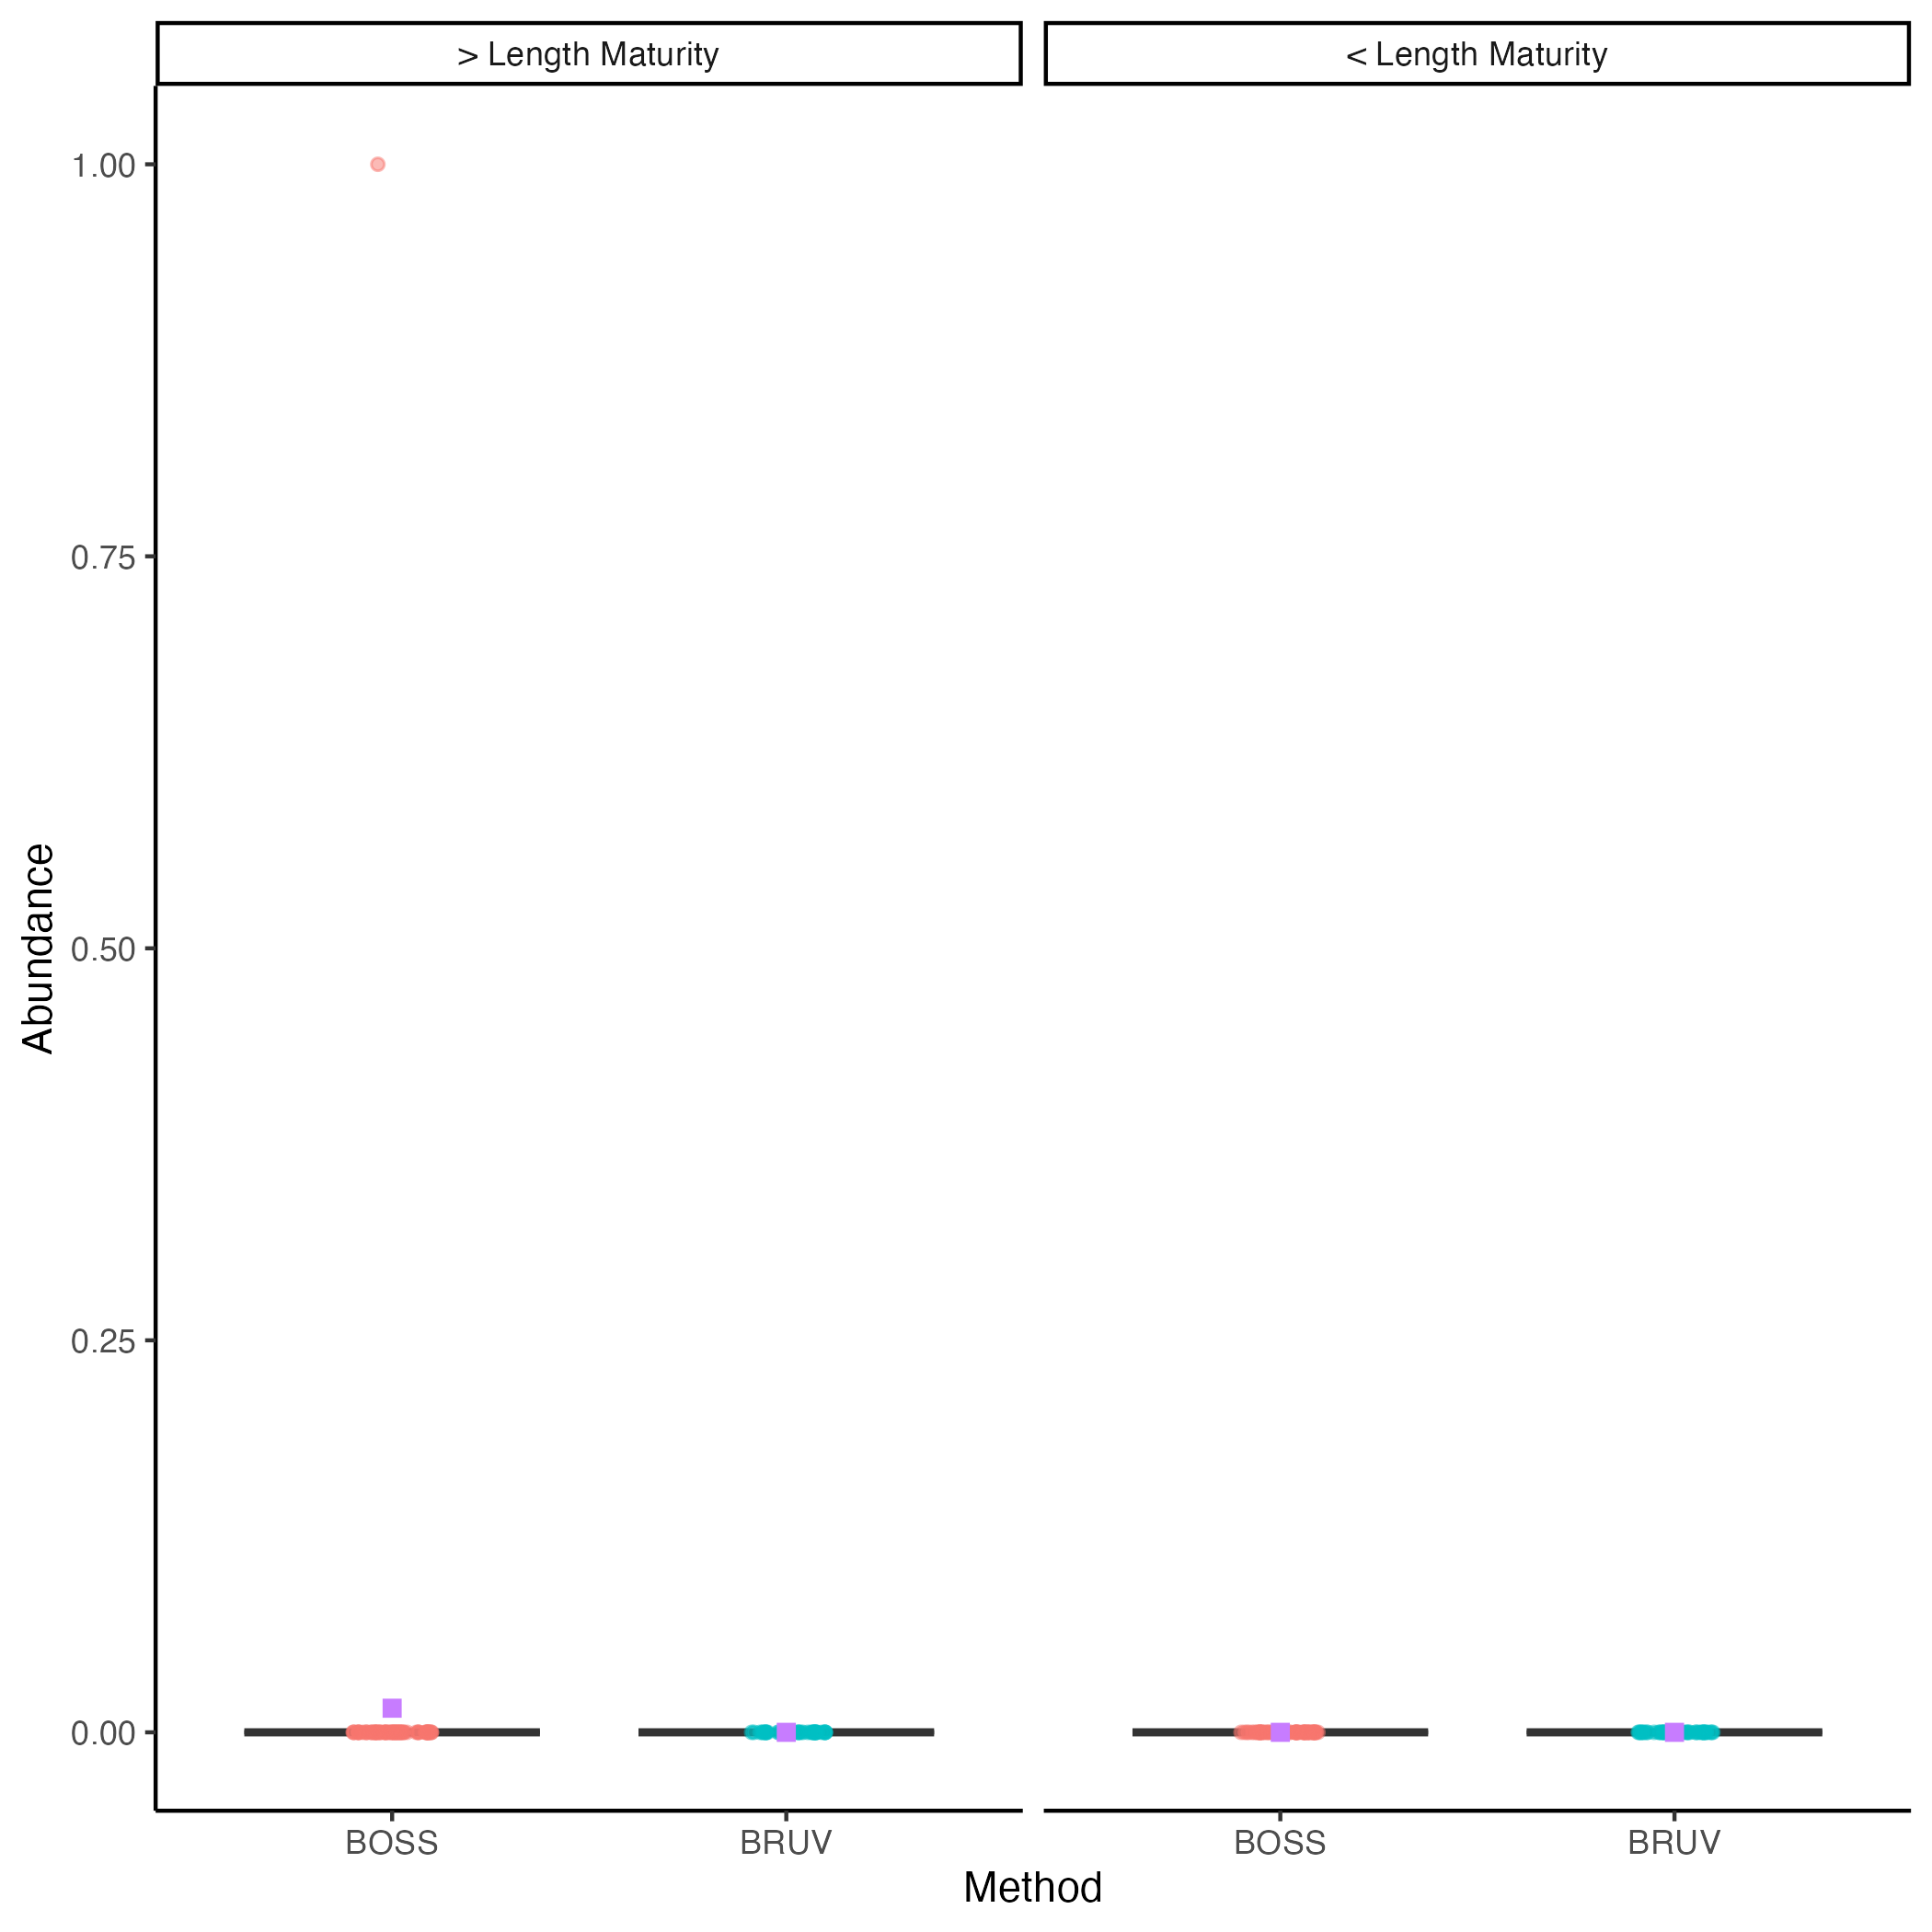 > Length Maturity
< Length Maturity
1.00
0.75
0.50
0.25
0.00
Abundance
BOSS
BRUV
BOSS
BRUV
Method